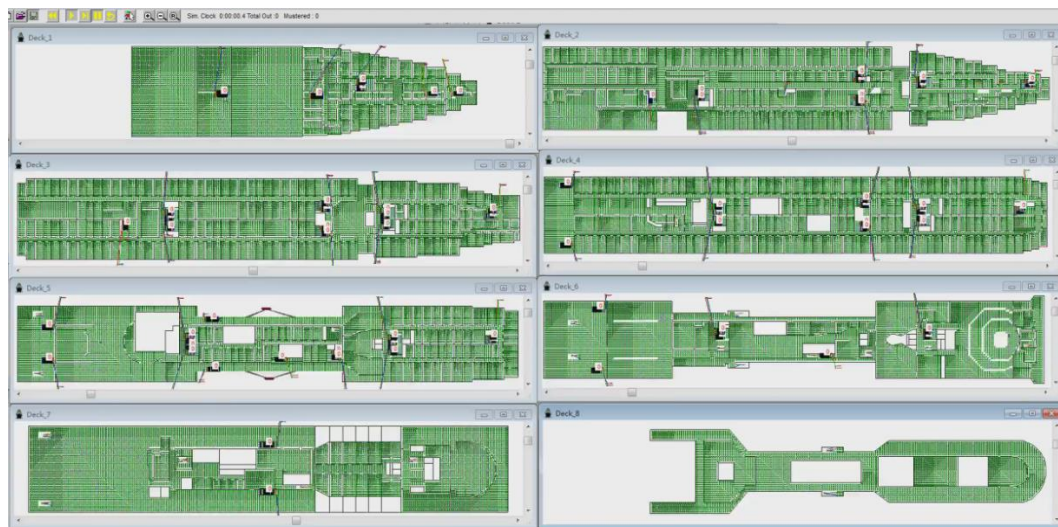 Sim. Clock 0:00:00.4 Total Out :0 Mustered : 0
Deck_1
Deck_2
Deck_3
Deck_4
Deck_5
Deck_6
Deck_7
Deck_8